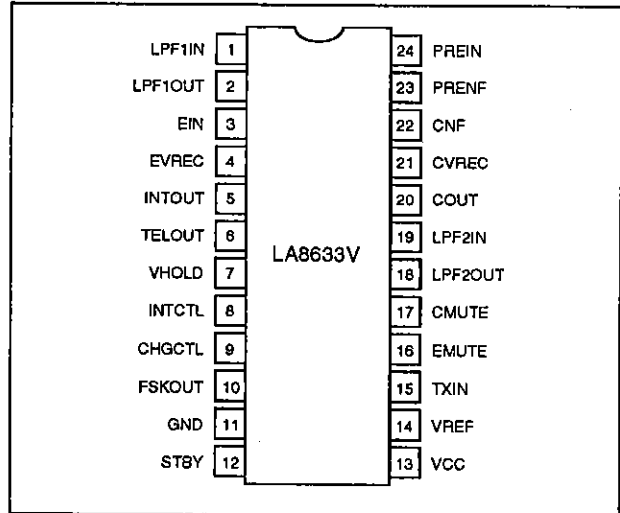 LPF1IN 1 24 PREIN
LPF1OUT 2 23 PRENF
EIN 3 22 CNF
EVREC 4 21 CVREC
INTOUT 5 20 COUT
TELOUT 6 19 LPF2IN
LA8633V
VHOLD 7 18 LPF2OUT
INTCTL 8 17 CMUTE
CHGCTL 9 16 EMUTE
FSKOUT 10 15 TXIN
GND 11 14 VREF
STBY 12 13 VCC